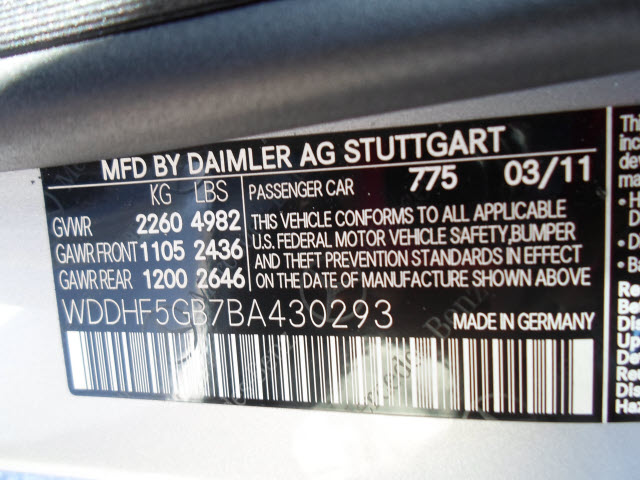 MFD BY DAIMLER AG STUTTGART
KG LBS
GVWR 2260 4982
GAWR FRONT 1105 2436
GAWR REAR 1200 2646
PASSENGER CAR 775 03/11
THIS VEHICLE CONFORMS TO ALL APPLICABLE
U.S. FEDERAL MOTOR VEHICLE SAFETY, BUMPER
AND THEFT PREVENTION STANDARDS IN EFFECT
ON THE DATE OF MANUFACTURE SHOWN ABOVE
WDDHF5GB7BA430293 MADE IN GERMANY
This